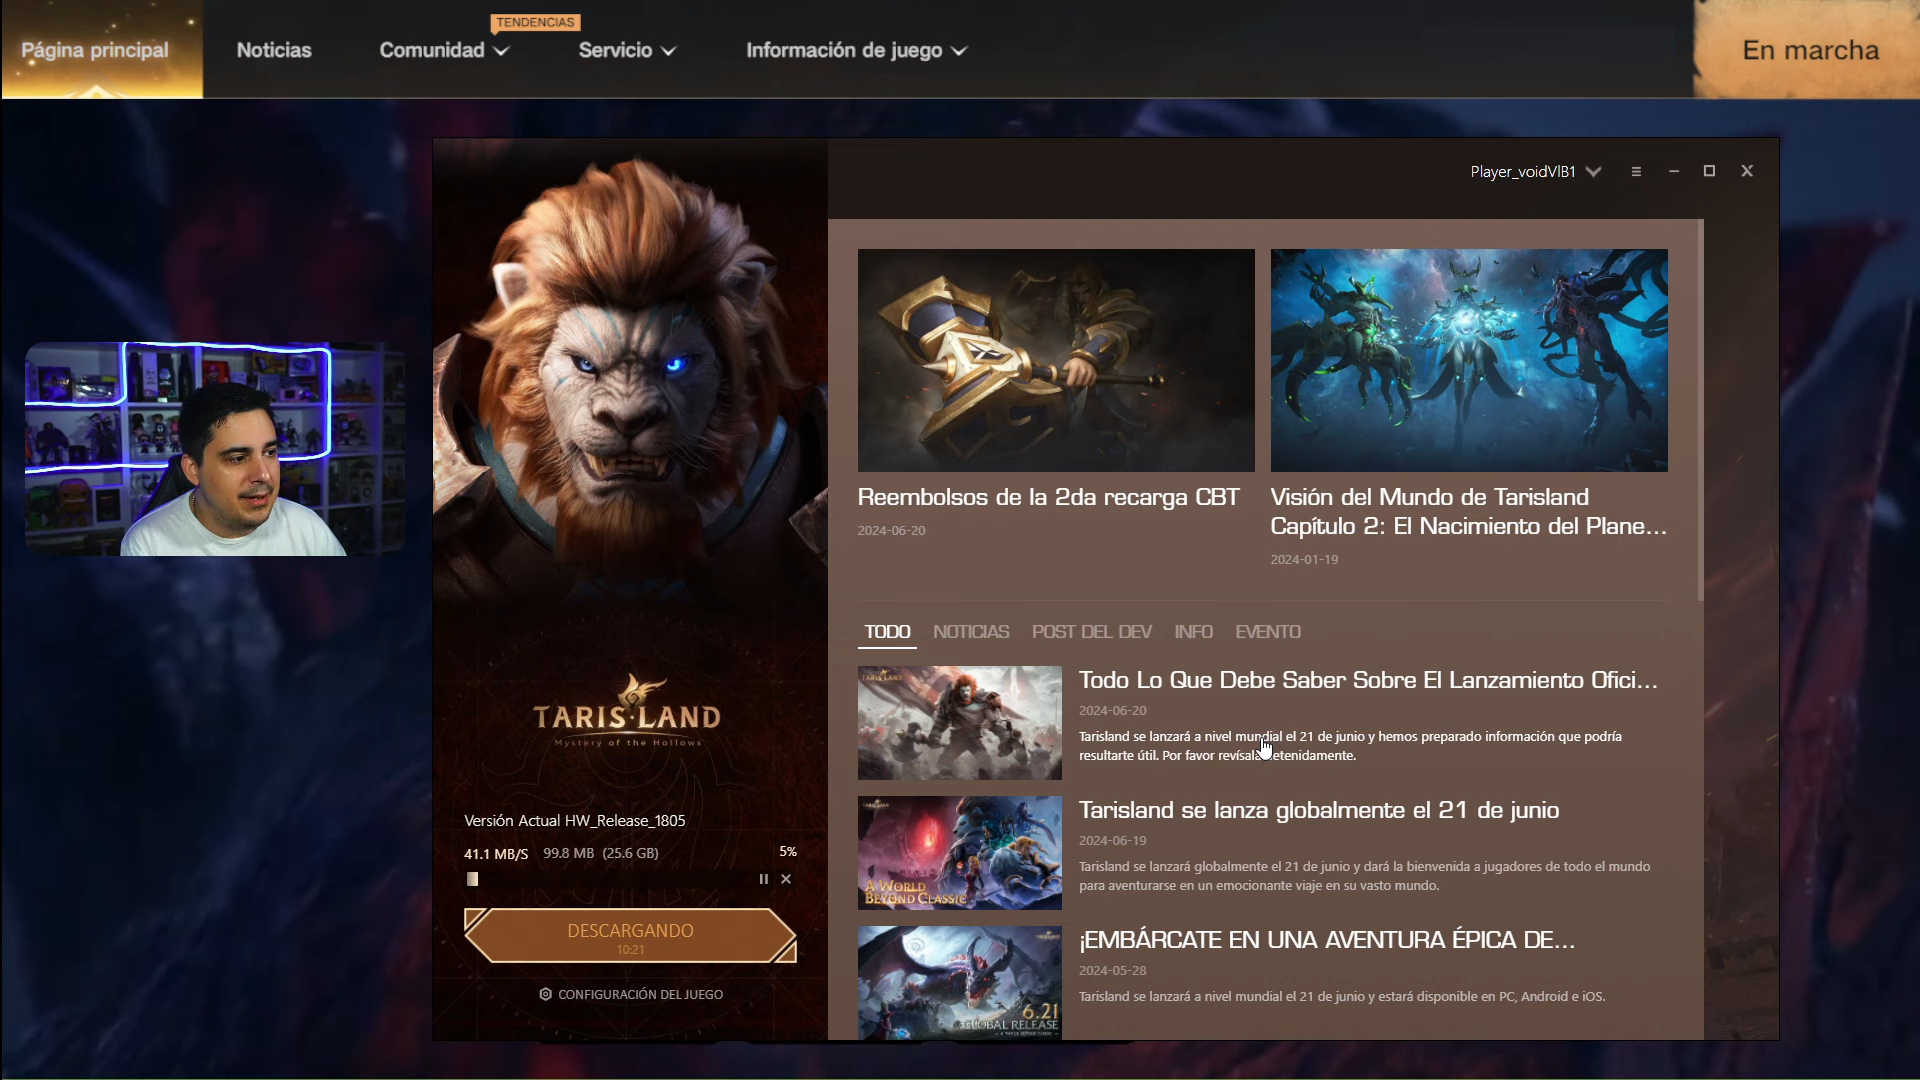 TENDENCIAS
Página principal
Noticias
Comunidad
Servicio
Información de juego
En marcha
Player_voidVlB1
Reembolsos de la 2da recarga CBT
2024-06-20
Visión del Mundo de Tarisland
Capítulo 2: El Nacimiento del Plane...
2024-01-19
TODO
NOTICIAS
POST DEL DEV
INFO
EVENTO
TARISLAND
Todo Lo Que Debe Saber Sobre El Lanzamiento Ofici...
2024-06-20
Tarisland se lanzará a nivel mundial el 21 de junio y hemos preparado información que podría
resultarte útil. Por favor revísala detenidamente.
A WORLD
BEYOND CLASSIC
Tarisland se lanza globalmente el 21 de junio
2024-06-19
Tarisland se lanzará globalmente el 21 de junio y dará la bienvenida a jugadores de todo el mundo
para aventurarse en un emocionante viaje en su vasto mundo.
6.21
GLOBAL RELEASE
¡EMBÁRCATE EN UNA AVENTURA ÉPICA DE...
2024-05-28
Tarisland se lanzará a nivel mundial el 21 de junio y estará disponible en PC, Android e iOS.
TARISLAND
Mystery of the Hollows
Versión Actual HW_Release_1805
41.1 MB/S 99.8 MB (25.6 GB)
5%
DESCARGANDO
10:21
CONFIGURACIÓN DEL JUEGO